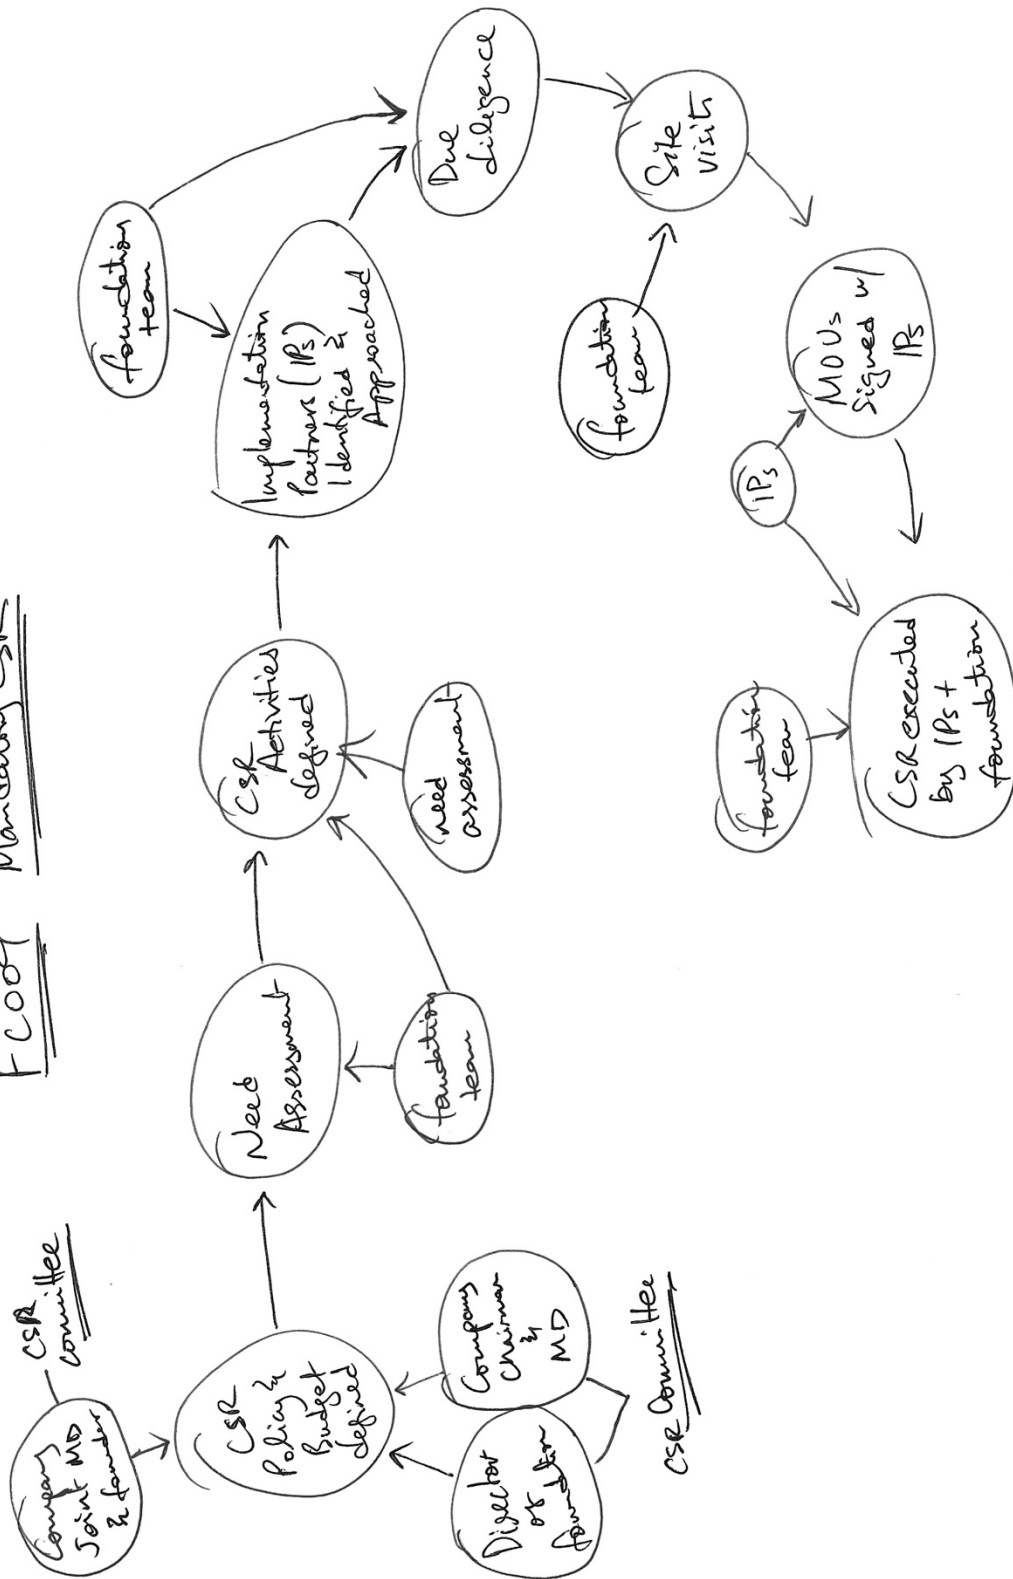 FC009 Mandatory CSR
Company
Joint MD
& founder
CSR
Committee
CSR
Policy &
Budget
defined
Director
of
foundation
Company
Chairman
&
MD
CSR Committee
Need
Assessment
foundation
team
CSR
Activities
defined
need
assessment
Implementation
Partners (IPs)
Identified &
Approached
foundation
team
Due
diligence
Site
visits
foundation
team
MOUs
signed w/
IPs
IPs
CSR executed
by IPs +
foundation
foundation
team